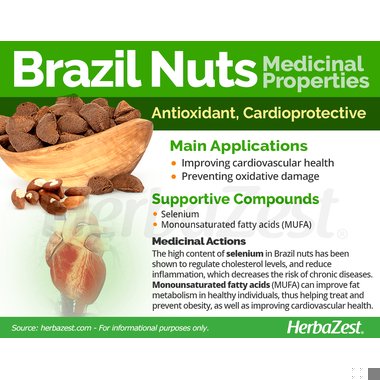 Brazil Nuts Medicinal Properties
Antioxidant, Cardioprotective
Main Applications
Improving cardiovascular health
Preventing oxidative damage
Supportive Compounds
Selenium
Monounsaturated fatty acids (MUFA)
Medicinal Actions
The high content of selenium in Brazil nuts has been
shown to regulate cholesterol levels, and reduce
inflammation, which decreases the risk of chronic diseases.
Monounsaturated fatty acids (MUFA) can improve fat
metabolism in healthy individuals, thus helping treat and
prevent obesity, as well as improving cardiovascular health.
HerbaZest®
Source: herbazest.com - For informational purposes only.
HerbaZest.